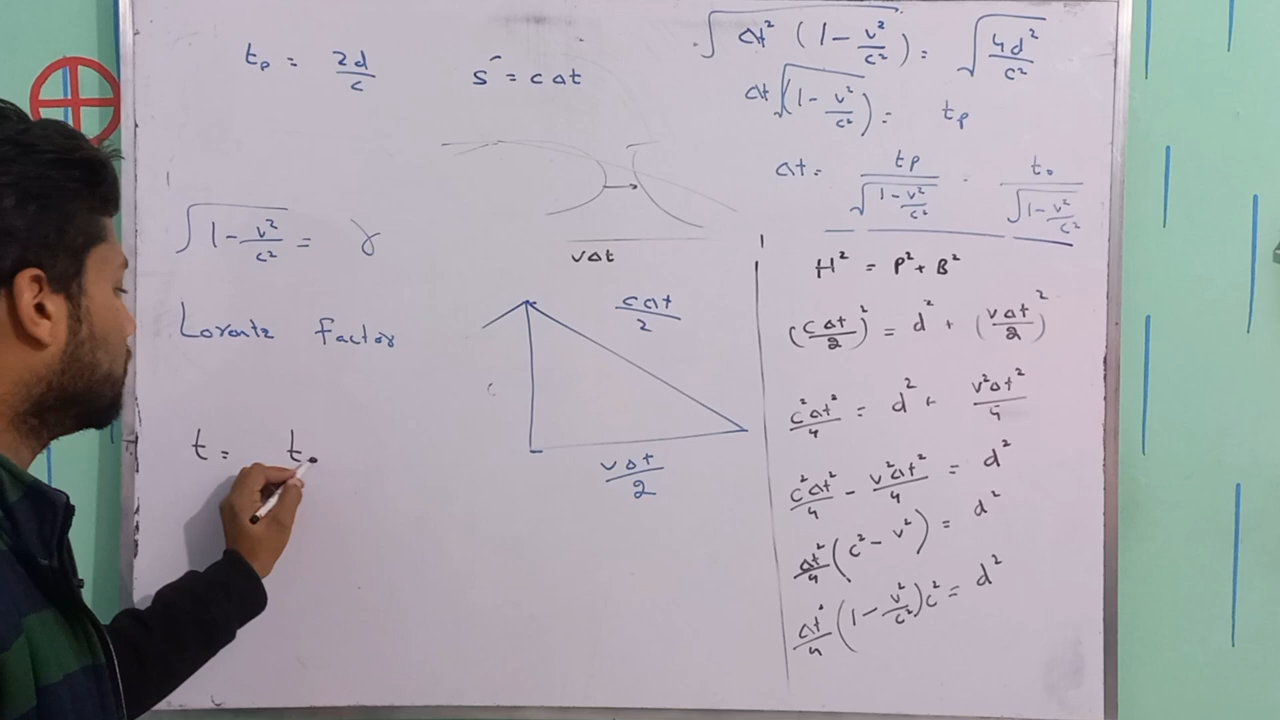 tₚ = 2d/c
S = cΔt
√(Δt² (1 - v²/c²)) = √(4d²/c²)
Δt √(1 - v²/c²) = tₚ
Δt = tₚ/√(1 - v²/c²) = t₀/√(1 - v²/c²)
√(1 - v²/c²) = γ
Lorentz factor
t = t₀
vΔt
cΔt/2
vΔt/2
H² = P² + B²
(cΔt/2)² = d² + (vΔt/2)²
c²Δt²/4 = d² + v²Δt²/4
c²Δt²/4 - v²Δt²/4 = d²
Δt²/4 (c² - v²) = d²
Δt²/4 (1 - v²/c²)c² = d²